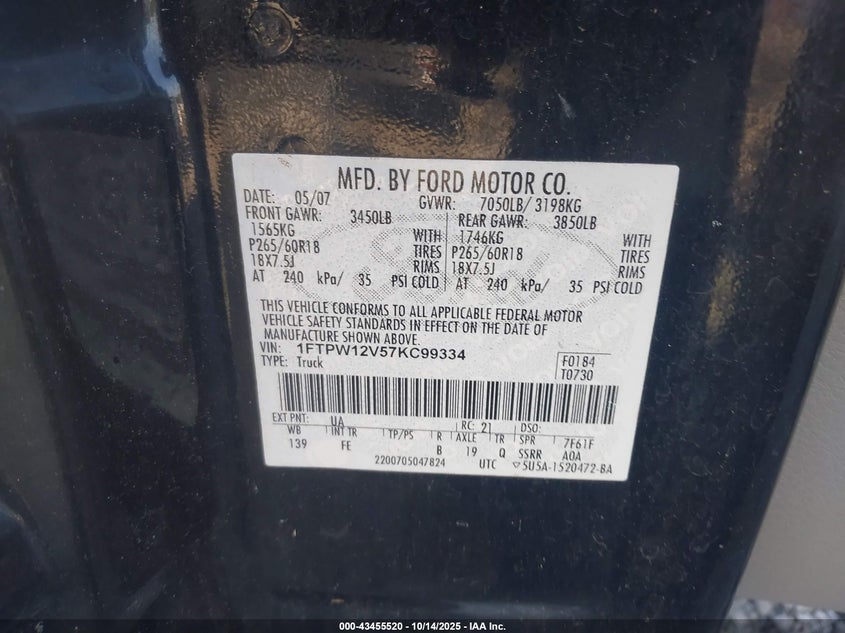 MFD. BY FORD MOTOR CO.
DATE: 05/07 GVWR: 7050LB/ 3198KG
FRONT GAWR: 3450LB REAR GAWR: 3850LB
1565KG WITH 1746KG WITH
P265/60R18 TIRES P265/60R18 TIRES
18X7.5J RIMS 18X7.5J RIMS
AT 240 kPa/ 35 PSI COLD AT 240 kPa/ 35 PSI COLD
THIS VEHICLE CONFORMS TO ALL APPLICABLE FEDERAL MOTOR
VEHICLE SAFETY STANDARDS IN EFFECT ON THE DATE OF
MANUFACTURE SHOWN ABOVE.
VIN: 1FTPW12V57KC99334 F0184
TYPE: Truck T0730
EXT PNT: UA RC: 21 DSO:
WB INT TR TP/PS R AXLE TR SPR 7F61F
139 FE B 19 Q SSRR A0A
2200705047824 UTC ▽5U5A-1520472-BA
000-43455520 - 10/14/2025 - IAA Inc.